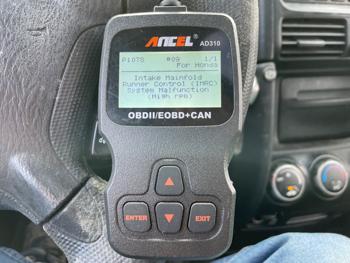 ANCEL
AD310
P1078 $09 1/1
For Honda
Intake Manifold
Runner Control (IMRC)
System Malfunction
(High rpm)
OBDII/EOBD+CAN
ENTER
EXIT